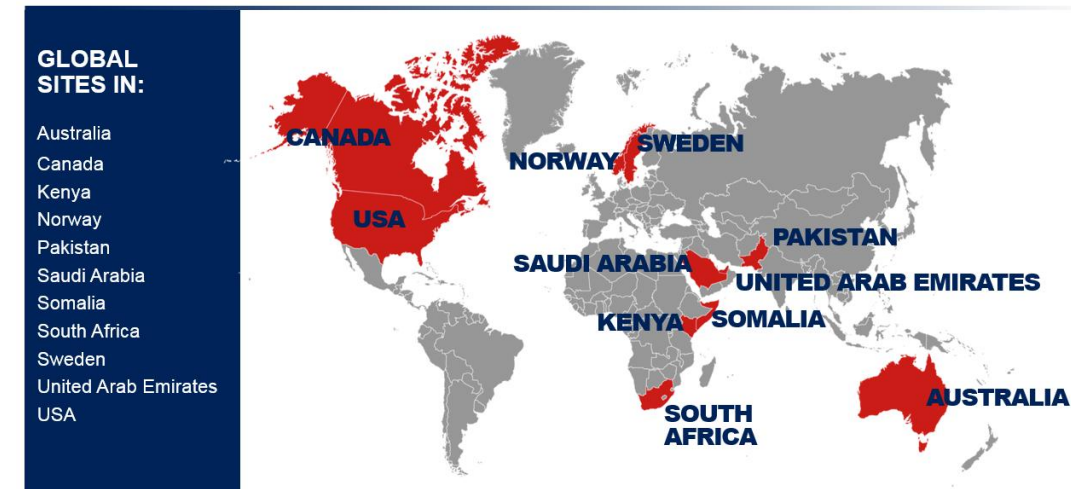 GLOBAL
SITES IN:
Australia
Canada
Kenya
Norway
Pakistan
Saudi Arabia
Somalia
South Africa
Sweden
United Arab Emirates
USA
CANADA
USA
NORWAY
SWEDEN
PAKISTAN
SAUDI ARABIA
UNITED ARAB EMIRATES
KENYA
SOMALIA
SOUTH
AFRICA
AUSTRALIA